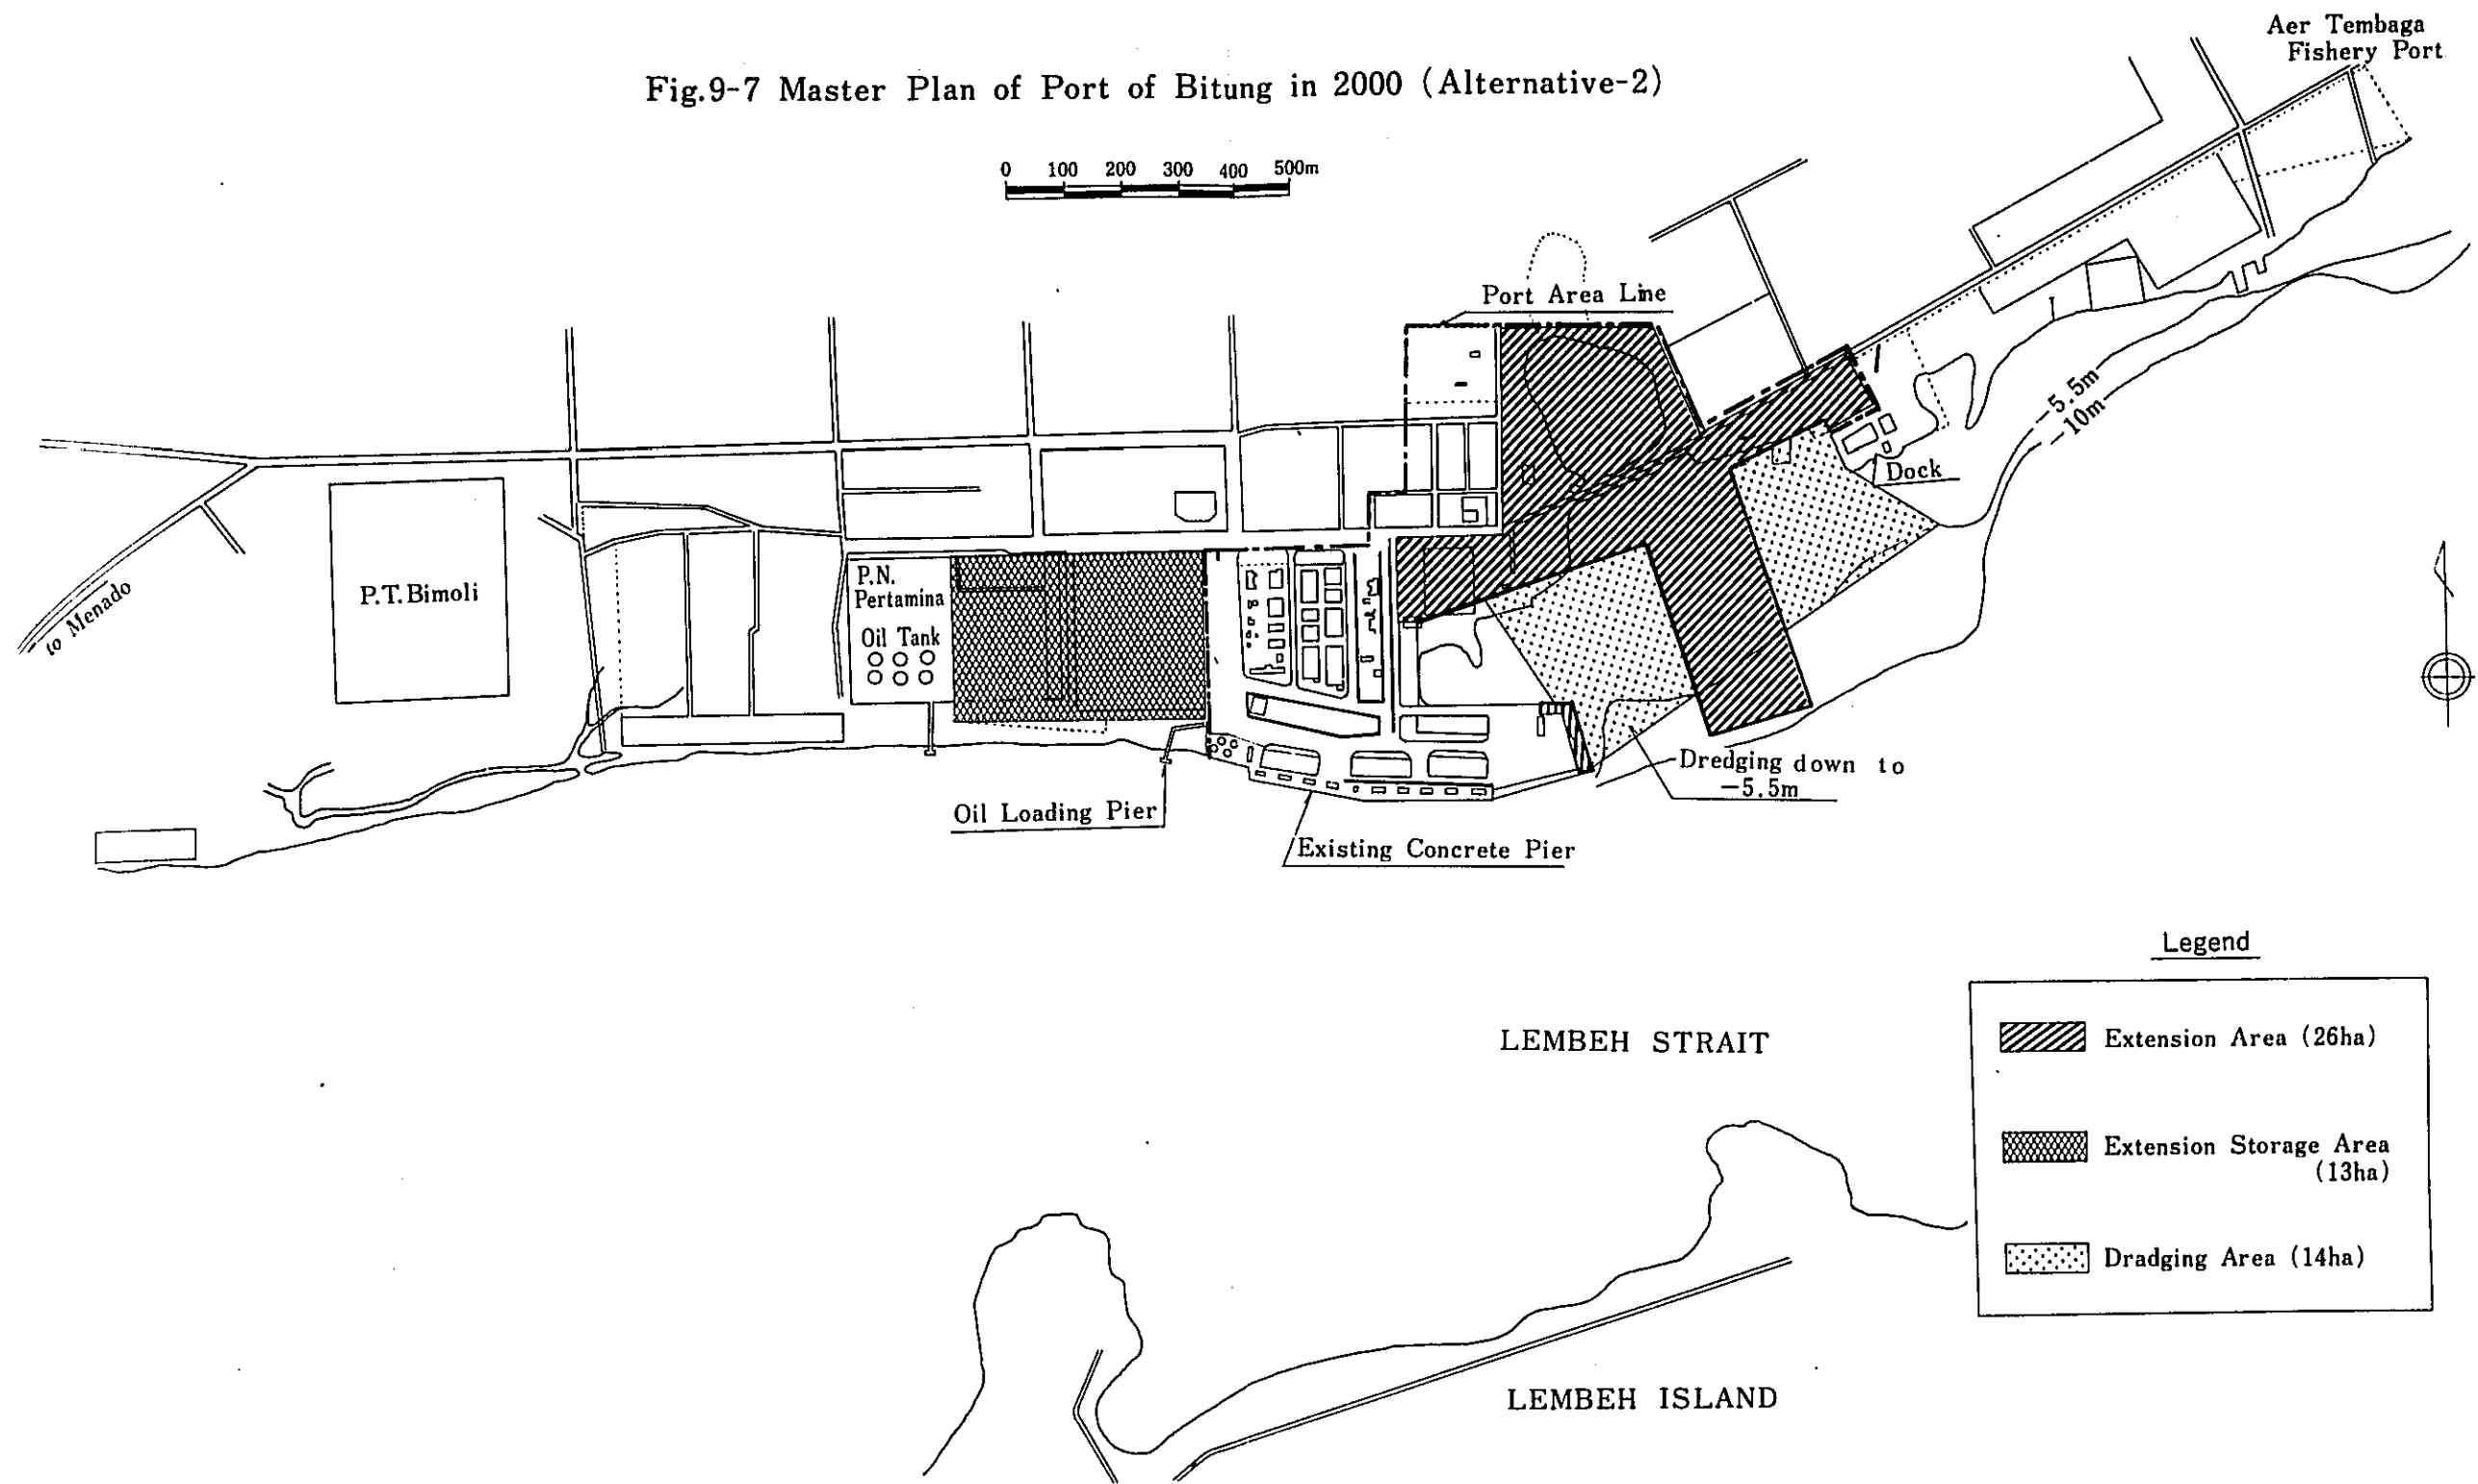 Aer Tembaga
Fishery Port
Fig.9-7 Master Plan of Port of Bitung in 2000 (Alternative-2)
0 100 200 300 400 500m
Port Area Line
5.5m
10m
Dock
P.T.Bimoli
to Menado
P.N.
Pertamina
Oil Tank
Dredging down to
-5.5m
Oil Loading Pier
Existing Concrete Pier
Legend
Extension Area (26ha)
Extension Storage Area
(13ha)
Dradging Area (14ha)
LEMBEH STRAIT
LEMBEH ISLAND